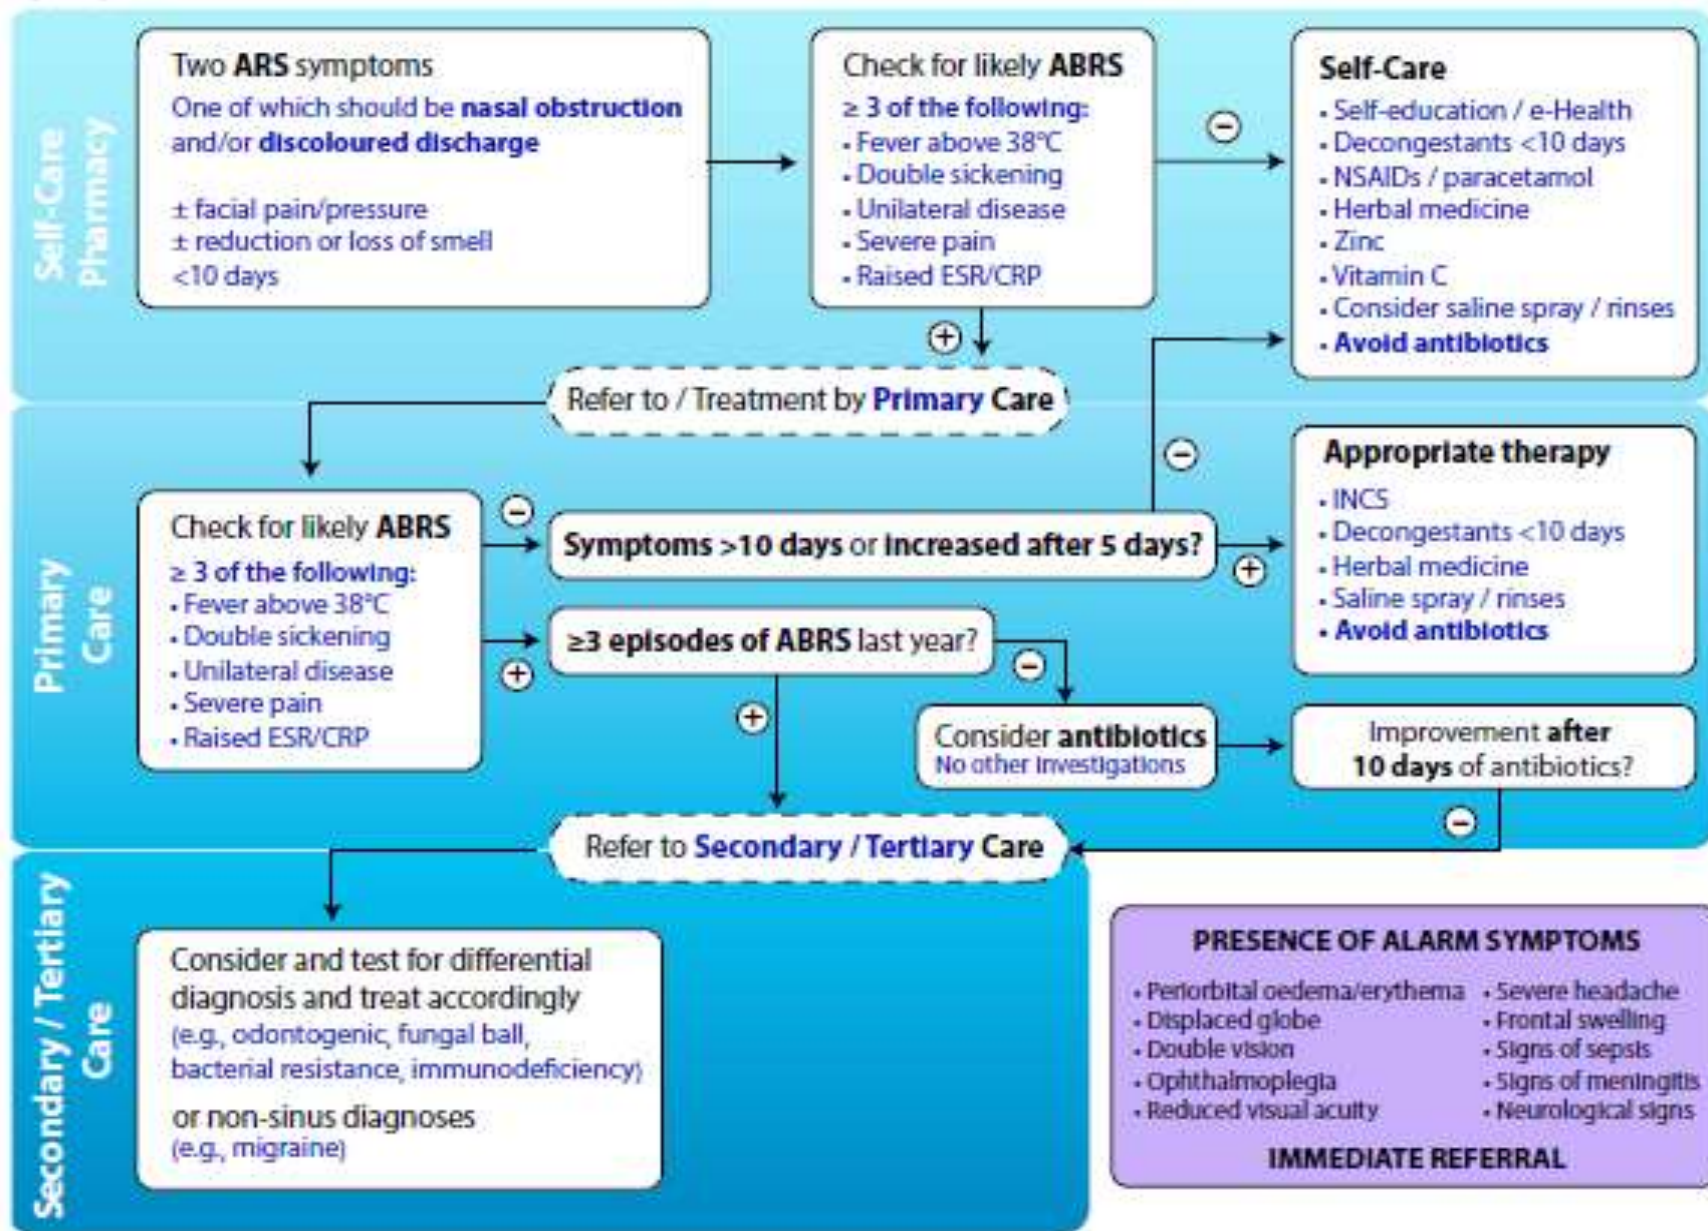 Self-Care
Pharmacy
Two ARS symptoms
One of which should be nasal obstruction
and/or discoloured discharge
± facial pain/pressure
± reduction or loss of smell
<10 days
Check for likely ABRS
≥ 3 of the following:
• Fever above 38°C
• Double sickening
• Unilateral disease
• Severe pain
• Raised ESR/CRP
−
+
Self-Care
• Self-education / e-Health
• Decongestants <10 days
• NSAIDs / paracetamol
• Herbal medicine
• Zinc
• Vitamin C
• Consider saline spray / rinses
• Avoid antibiotics
Refer to / Treatment by Primary Care
Primary
Care
Check for likely ABRS
≥ 3 of the following:
• Fever above 38°C
• Double sickening
• Unilateral disease
• Severe pain
• Raised ESR/CRP
−
+
Symptoms >10 days or increased after 5 days?
−
+
Appropriate therapy
• INCS
• Decongestants <10 days
• Herbal medicine
• Saline spray / rinses
• Avoid antibiotics
≥3 episodes of ABRS last year?
−
+
Consider antibiotics
No other investigations
Improvement after
10 days of antibiotics?
−
Refer to Secondary / Tertiary Care
Secondary / Tertiary
Care
Consider and test for differential
diagnosis and treat accordingly
(e.g., odontogenic, fungal ball,
bacterial resistance, immunodeficiency)
or non-sinus diagnoses
(e.g., migraine)
PRESENCE OF ALARM SYMPTOMS
• Periorbital oedema/erythema
• Displaced globe
• Double vision
• Ophthalmoplegia
• Reduced visual acuity
• Severe headache
• Frontal swelling
• Signs of sepsis
• Signs of meningitis
• Neurological signs
IMMEDIATE REFERRAL